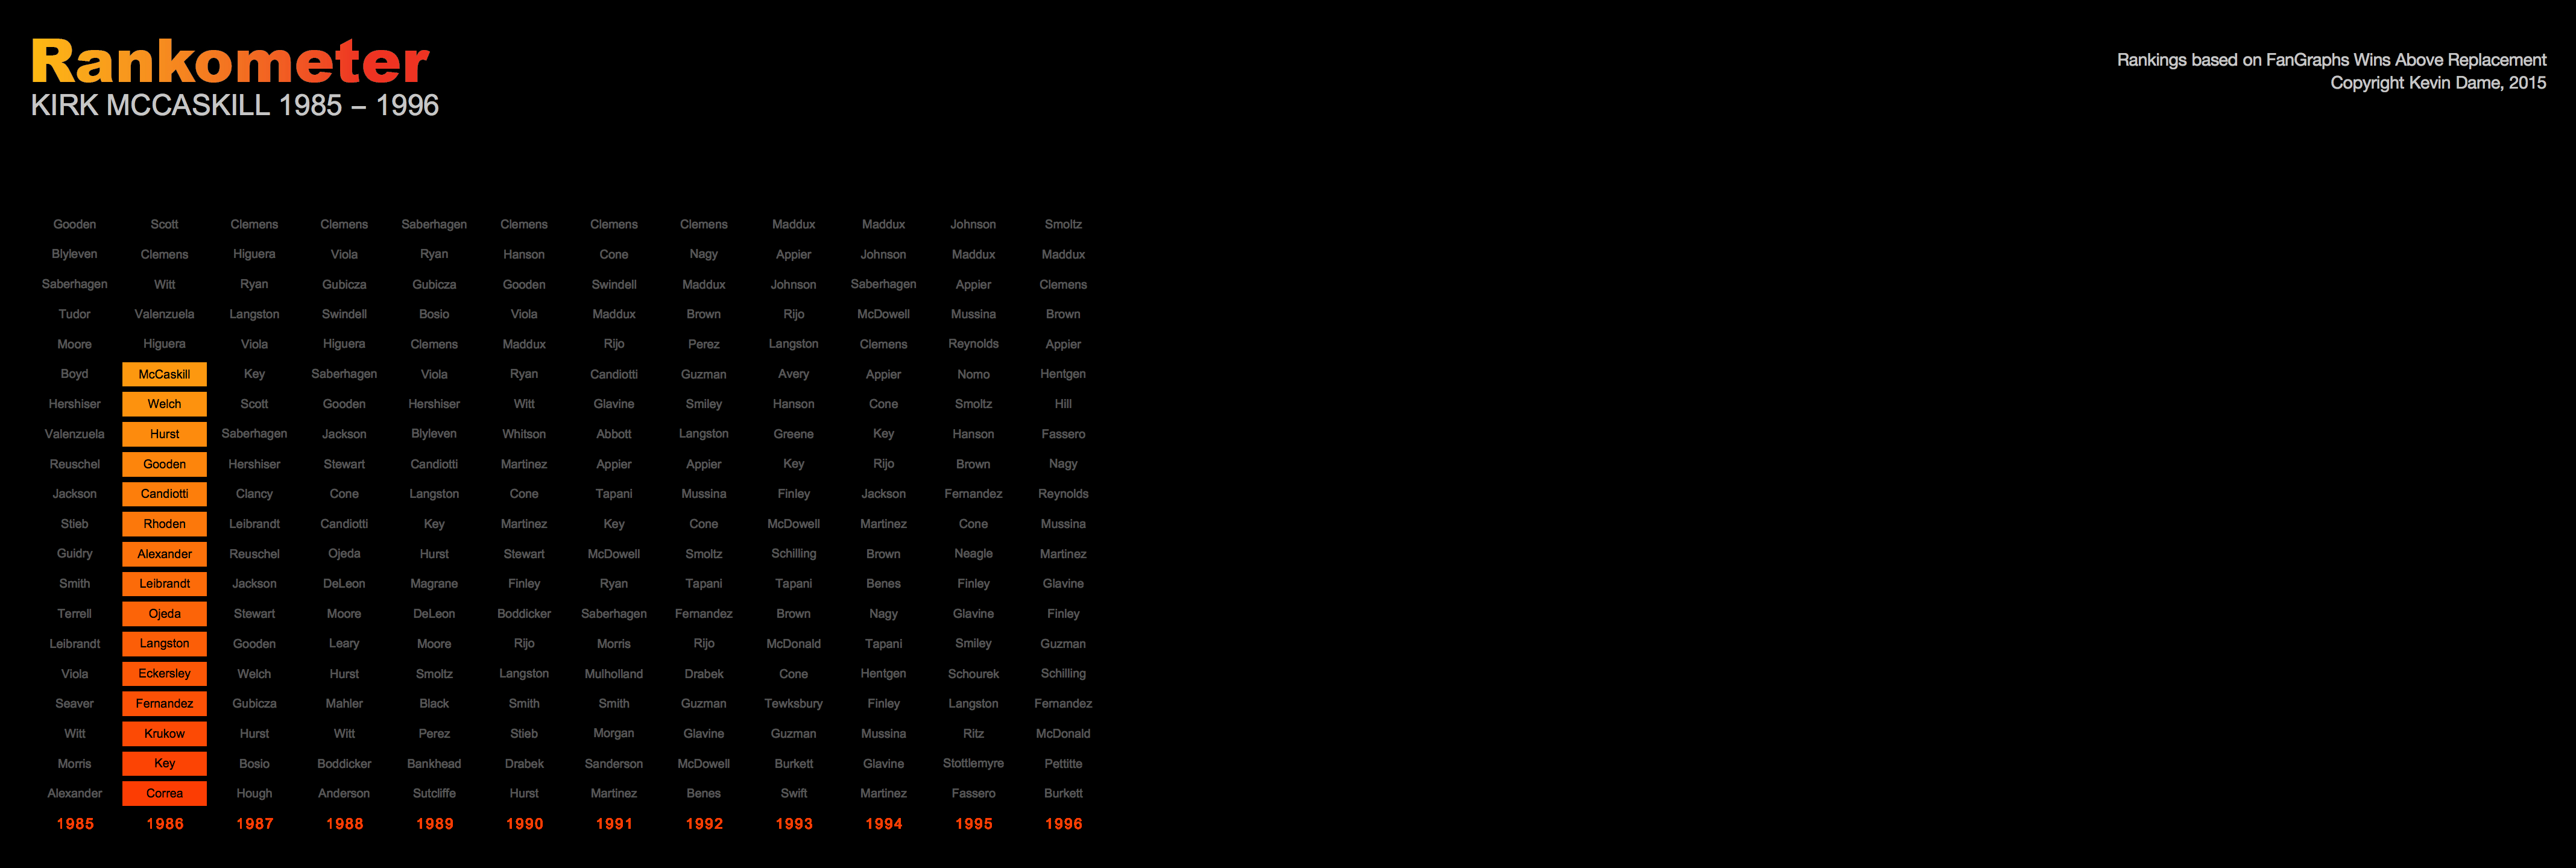 Rankometer
KIRK MCCASKILL 1985 – 1996
Rankings based on FanGraphs Wins Above Replacement
Copyright Kevin Dame, 2015
Gooden Scott Clemens Clemens Saberhagen Clemens Clemens Clemens Maddux Maddux Johnson Smoltz
Blyleven Clemens Higuera Viola Ryan Hanson Cone Nagy Appier Johnson Maddux Maddux
Saberhagen Witt Ryan Gubicza Gubicza Gooden Swindell Maddux Johnson Saberhagen Appier Clemens
Tudor Valenzuela Langston Swindell Bosio Viola Maddux Brown Rijo McDowell Mussina Brown
Moore Higuera Viola Higuera Clemens Maddux Rijo Perez Langston Clemens Reynolds Appier
Boyd McCaskill Key Saberhagen Viola Ryan Candiotti Guzman Avery Appier Nomo Hentgen
Hershiser Welch Scott Gooden Hershiser Witt Glavine Smiley Hanson Cone Smoltz Hill
Valenzuela Hurst Saberhagen Jackson Blyleven Whitson Abbott Langston Greene Key Hanson Fassero
Reuschel Gooden Hershiser Stewart Candiotti Martinez Appier Appier Key Rijo Brown Nagy
Jackson Candiotti Clancy Cone Langston Cone Tapani Mussina Finley Jackson Fernandez Reynolds
Stieb Rhoden Leibrandt Candiotti Key Martinez Key Cone McDowell Martinez Cone Mussina
Guidry Alexander Reuschel Ojeda Hurst Stewart McDowell Smoltz Schilling Brown Neagle Martinez
Smith Leibrandt Jackson DeLeon Magrane Finley Ryan Tapani Tapani Benes Finley Glavine
Terrell Ojeda Stewart Moore DeLeon Boddicker Saberhagen Fernandez Brown Nagy Glavine Finley
Leibrandt Langston Gooden Leary Moore Rijo Morris Rijo McDonald Tapani Smiley Guzman
Viola Eckersley Welch Hurst Smoltz Langston Mulholland Drabek Cone Hentgen Schourek Schilling
Seaver Fernandez Gubicza Mahler Black Smith Smith Guzman Tewksbury Finley Langston Fernandez
Witt Krukow Hurst Witt Perez Stieb Morgan Glavine Guzman Mussina Ritz McDonald
Morris Key Bosio Boddicker Bankhead Drabek Sanderson McDowell Burkett Glavine Stottlemyre Pettitte
Alexander Correa Hough Anderson Sutcliffe Hurst Martinez Benes Swift Martinez Fassero Burkett
1985 1986 1987 1988 1989 1990 1991 1992 1993 1994 1995 1996